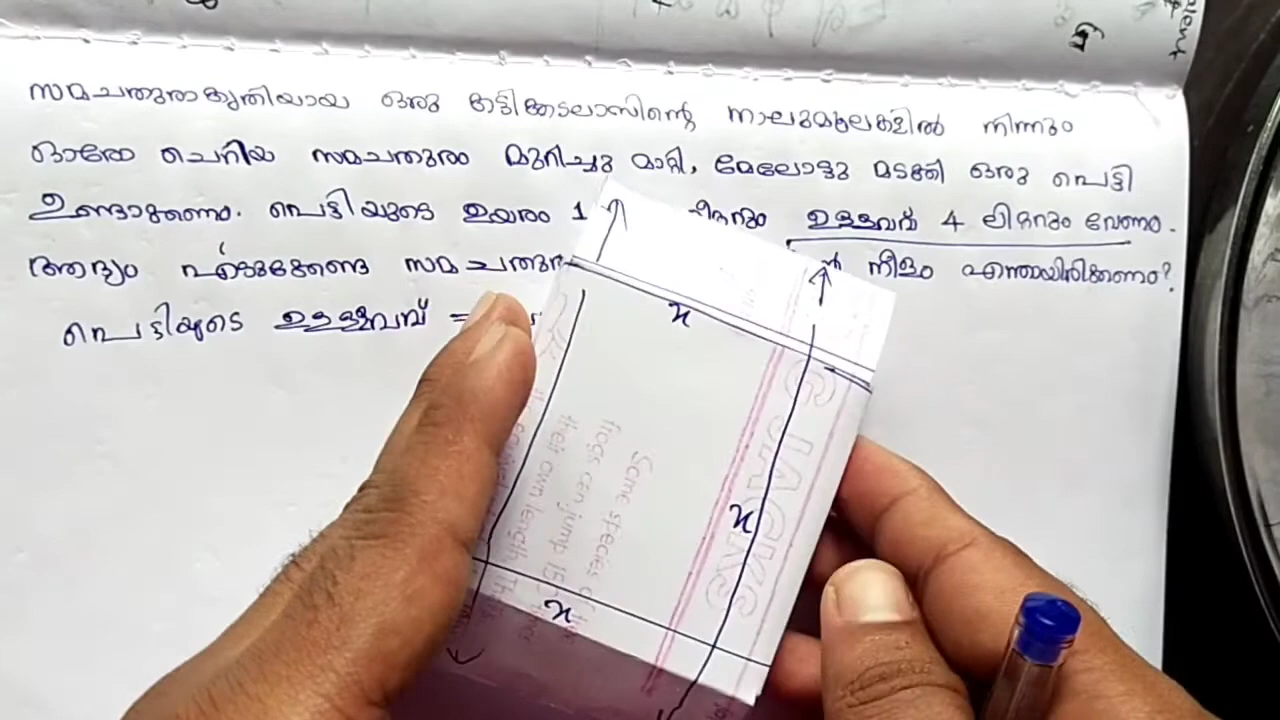 സമചതുരാകൃതിയായ ഒരു കട്ടിക്കടലാസിന്റെ നാലുമൂലകളിൽ നിന്നും
ഓരോ ചെറിയ സമചതുരം മുറിച്ചു മാറ്റി, മേലോട്ടു മടക്കി ഒരു പെട്ടി
ഉണ്ടാക്കണം. പെട്ടിയുടെ ഉയരം 1 ഉള്ളളവ് 4 ലിറ്ററും വേണം.
ആദ്യം എടുക്കേണ്ട നീളം എന്തായിരിക്കണം?
പെട്ടിയുടെ ഉള്ളളവ് =
x
x
x
Some species of
frogs can jump
their own length